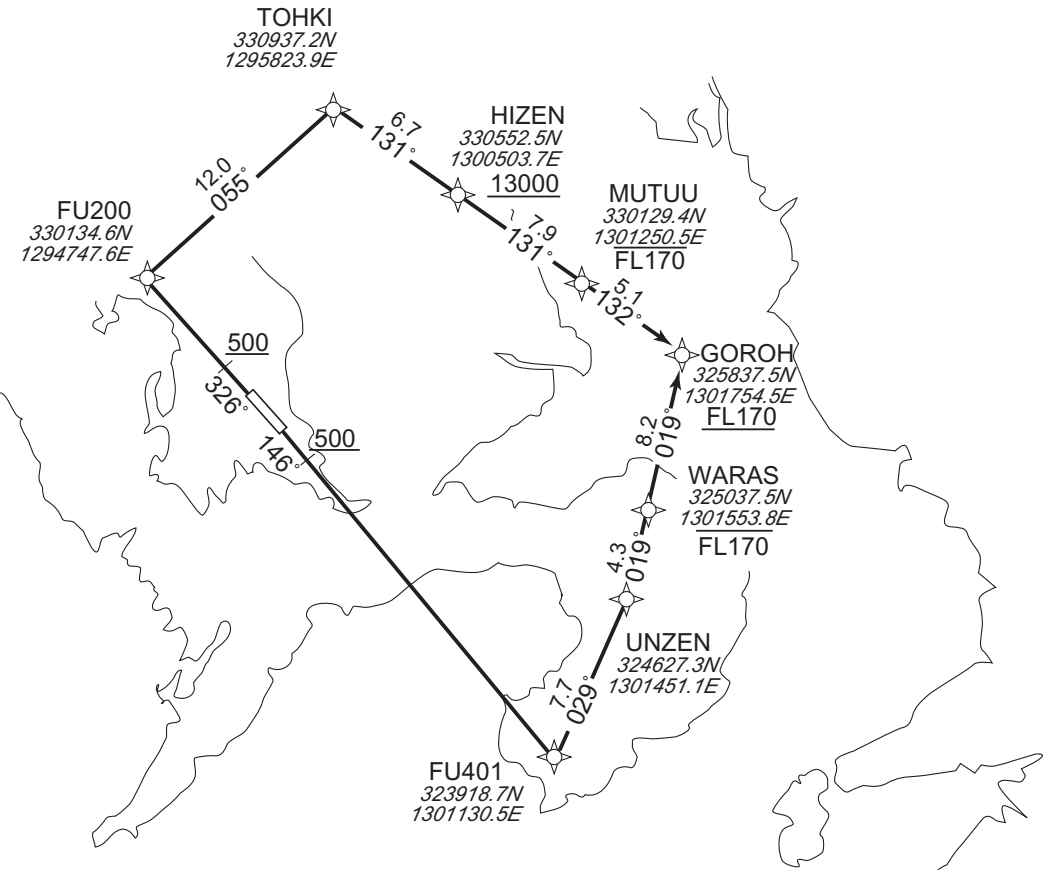 TOHKI
330937.2N
1295823.9E
6.7
131°
HIZEN
330552.5N
1300503.7E
13000
12.0
055°
FU200
330134.6N
1294747.6E
7.9
131°
MUTUU
330129.4N
1301250.5E
FL170
5.1
132°
500
326°
GOROH
325837.5N
1301754.5E
FL170
146°
500
8.2
019°
WARAS
325037.5N
1301553.8E
FL170
4.3
019°
UNZEN
324627.3N
1301451.1E
7.7
029°
FU401
323918.7N
1301130.5E